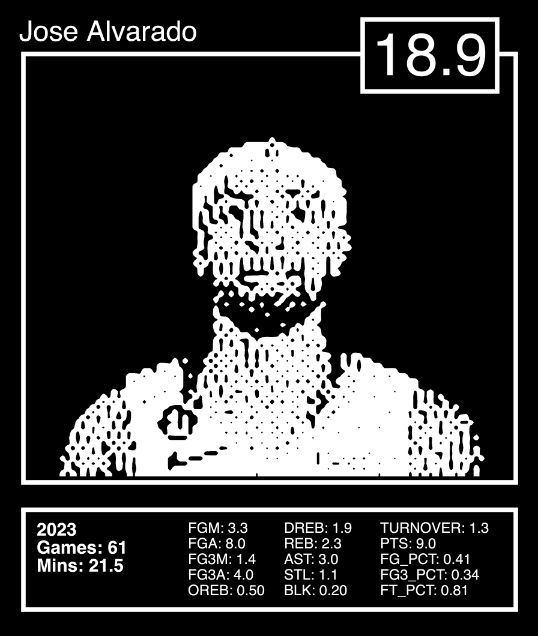 Jose Alvarado
18.9
2023
Games: 61
Mins: 21.5
FGM: 3.3
FGA: 8.0
FG3M: 1.4
FG3A: 4.0
OREB: 0.50
DREB: 1.9
REB: 2.3
AST: 3.0
STL: 1.1
BLK: 0.20
TURNOVER: 1.3
PTS: 9.0
FG_PCT: 0.41
FG3_PCT: 0.34
FT_PCT: 0.81